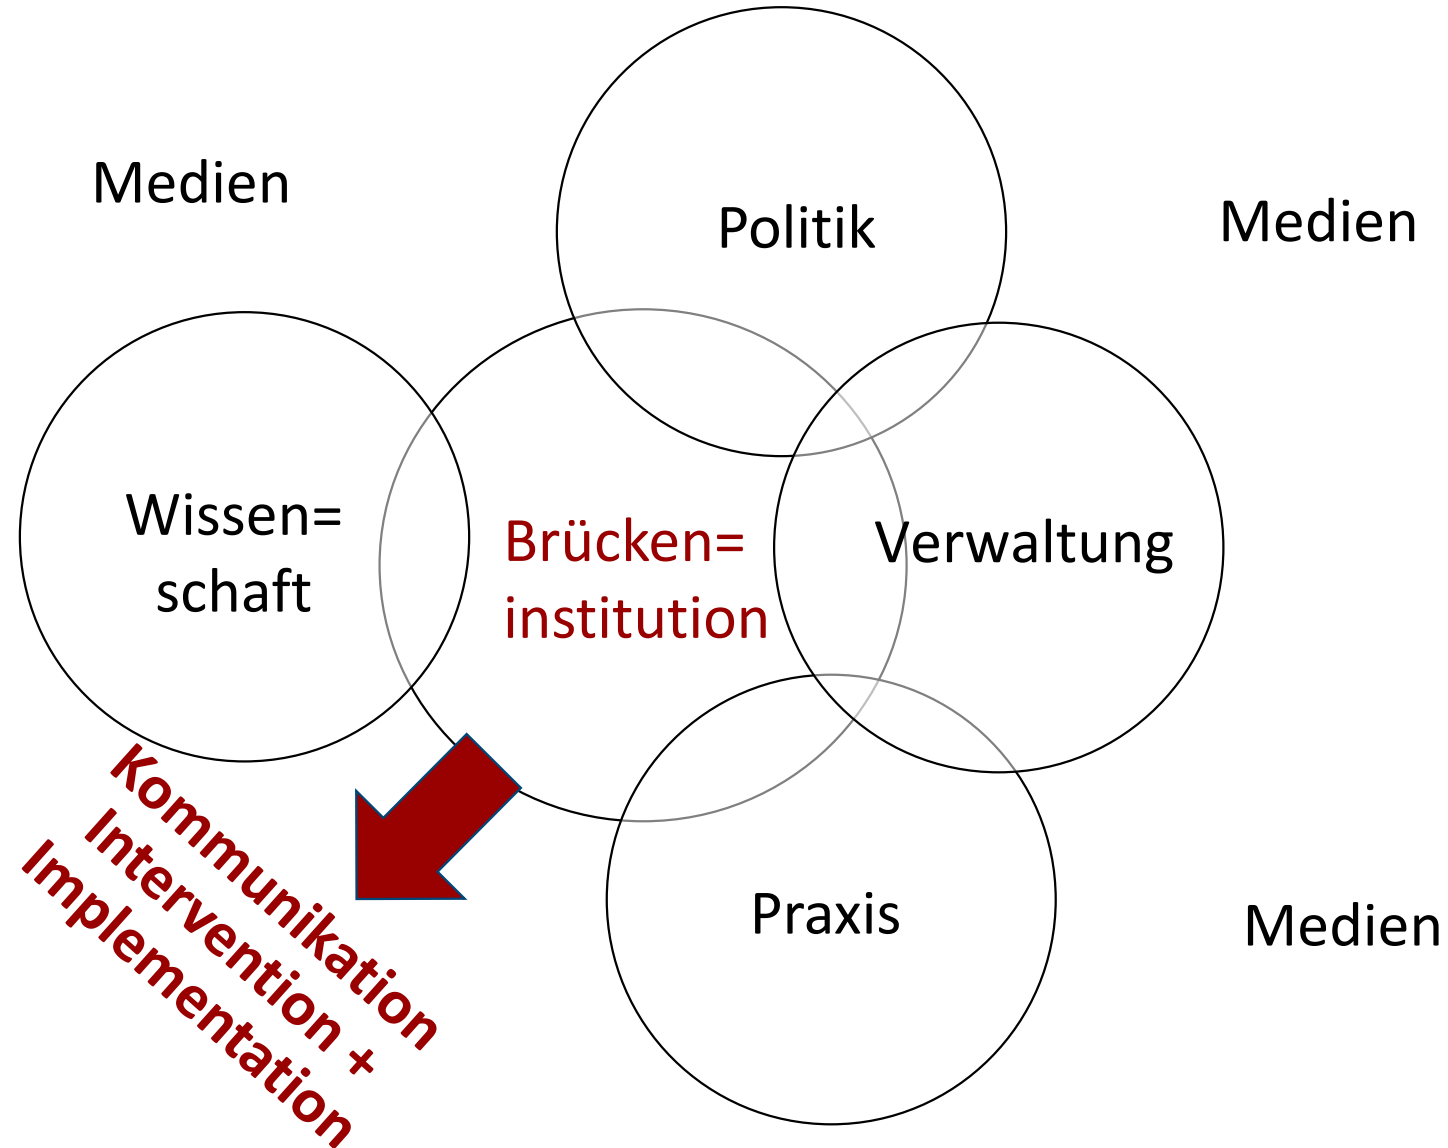 Medien
Politik
Medien
Wissen=
schaft
Brücken=
institution
Verwaltung
Kommunikation
Intervention +
Implementation
Praxis
Medien